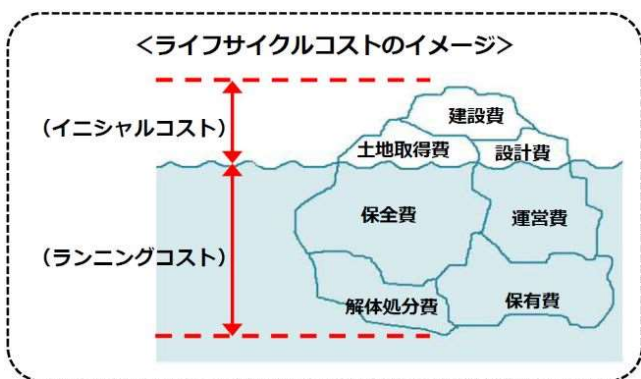 ＜ライフサイクルコストのイメージ＞
（イニシャルコスト）
建設費
土地取得費
設計費
保全費
運営費
（ランニングコスト）
解体処分費
保有費